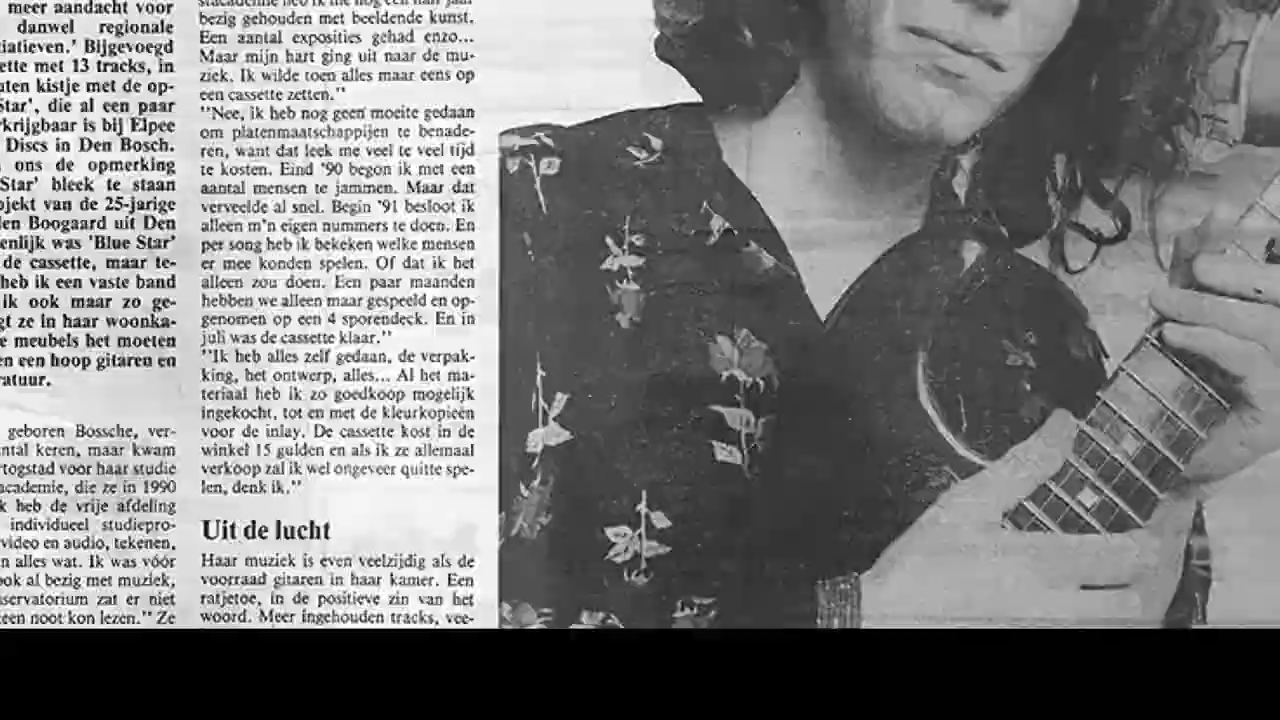 meer aandacht voor
danwel regionale
iatieven.' Bijgevoegd
ette met 13 tracks, in
ten kistje met de op-
Star', die al een paar
rkrijgbaar is bij Elpee
Discs in Den Bosch.
ons de opmerking
Star' bleek te staan
ojekt van de 25-jarige
den Boogaard uit Den
enlijk was 'Blue Star'
de cassette, maar te-
heb ik een vaste band
ik ook maar zo ge-
gt ze in haar woonka-
e meubels het moeten
en een hoop gitaren en
ratuur.
geboren Bossche, ver-
ntal keren, maar kwam
rtogstad voor haar studie
academie, die ze in 1990
k heb de vrije afdeling
individueel studiepro-
video en audio, tekenen,
n alles wat. Ik was vóór
ook al bezig met muziek,
servatorium zat er niet
een noot kon lezen.'' Ze
bezig gehouden met beeldende kunst.
Een aantal exposities gehad enzo...
Maar mijn hart ging uit naar de mu-
ziek. Ik wilde toen alles maar eens op
een cassette zetten.''
''Nee, ik heb nog geen moeite gedaan
om platenmaatschappijen te benade-
ren, want dat leek me veel te veel tijd
te kosten. Eind '90 begon ik met een
aantal mensen te jammen. Maar dat
verveelde al snel. Begin '91 besloot ik
alleen m'n eigen nummers te doen. En
per song heb ik bekeken welke mensen
er mee konden spelen. Of dat ik het
alleen zou doen. Een paar maanden
hebben we alleen maar gespeeld en op-
genomen op een 4 sporendeck. En in
juli was de cassette klaar.''
''Ik heb alles zelf gedaan, de verpak-
king, het ontwerp, alles... Al het ma-
teriaal heb ik zo goedkoop mogelijk
ingekocht, tot en met de kleurkopieën
voor de inlay. De cassette kost in de
winkel 15 gulden en als ik ze allemaal
verkoop zal ik wel ongeveer quitte spe-
len, denk ik.''
Uit de lucht
Haar muziek is even veelzijdig als de
voorraad gitaren in haar kamer. Een
ratjetoe, in de positieve zin van het
woord. Meer ingehouden tracks, vee-